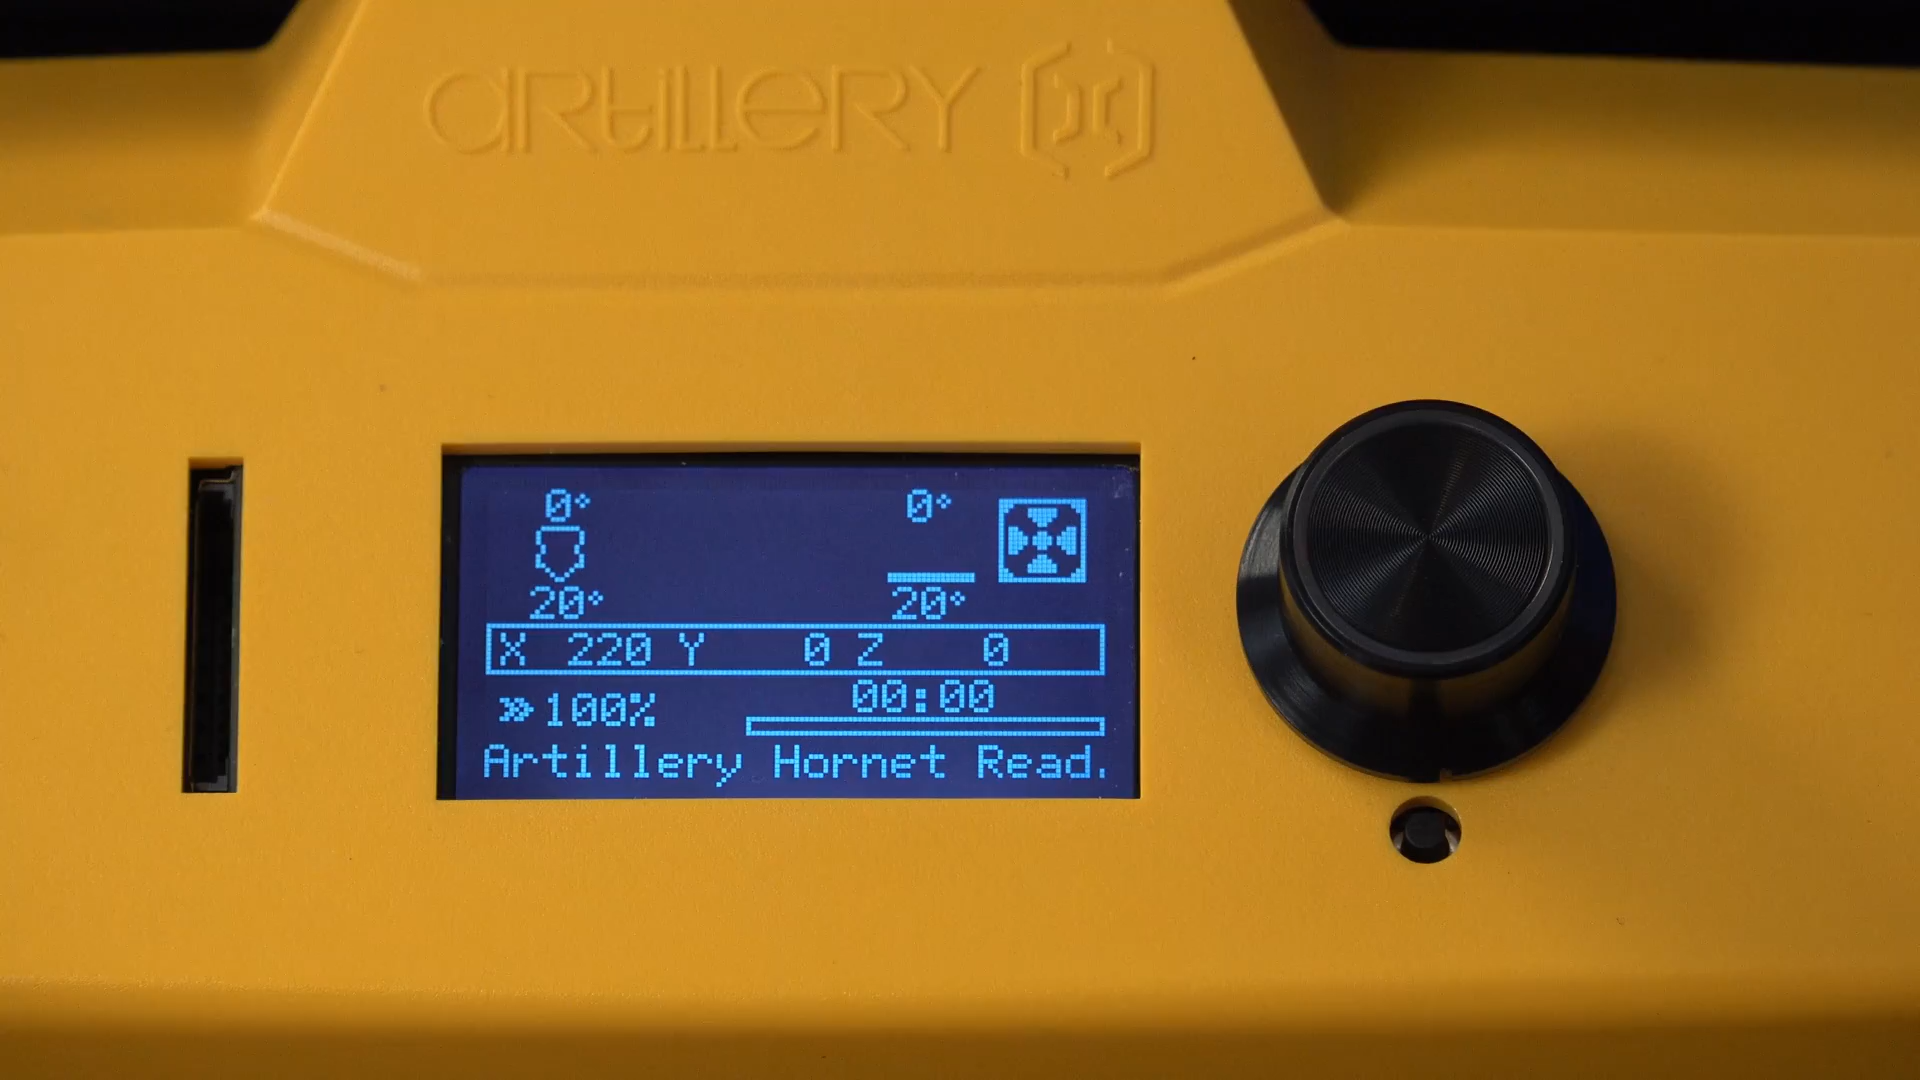 ARtiLLeRY
0° 0°
20° 20°
X 220 Y 0 Z 0
00:00
»100%
Artillery Hornet Read.